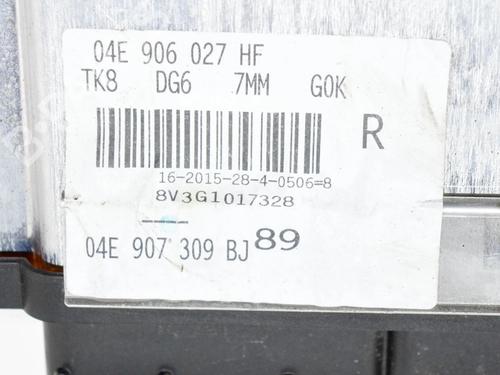 04E 906 027 HF
TK8 DG6 7MM G0K
R
16-2015-28-4-0506=8
8V3G1017328
04E 907 309 BJ 89